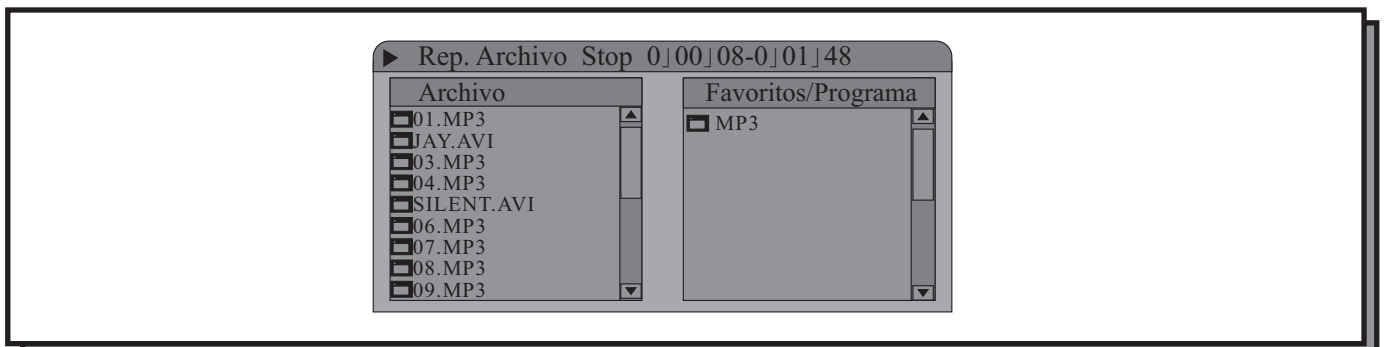 Rep. Archivo Stop 0⌋00⌋08-0⌋01⌋48
Archivo
01.MP3
JAY.AVI
03.MP3
04.MP3
SILENT.AVI
06.MP3
07.MP3
08.MP3
09.MP3
Favoritos/Programa
MP3